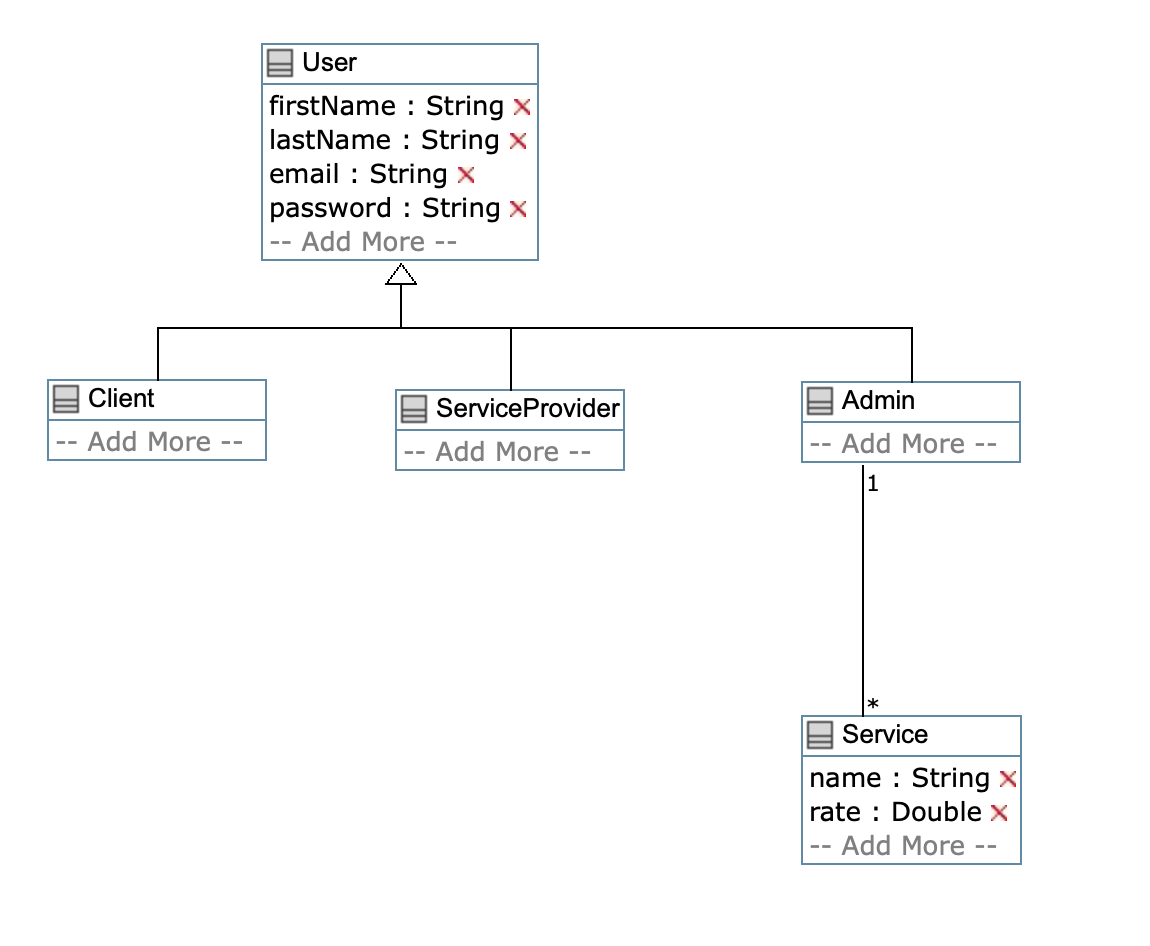 User
firstName : String
lastName : String
email : String
password : String
-- Add More --
Client
-- Add More --
ServiceProvider
-- Add More --
Admin
-- Add More --
1
*
Service
name : String
rate : Double
-- Add More --